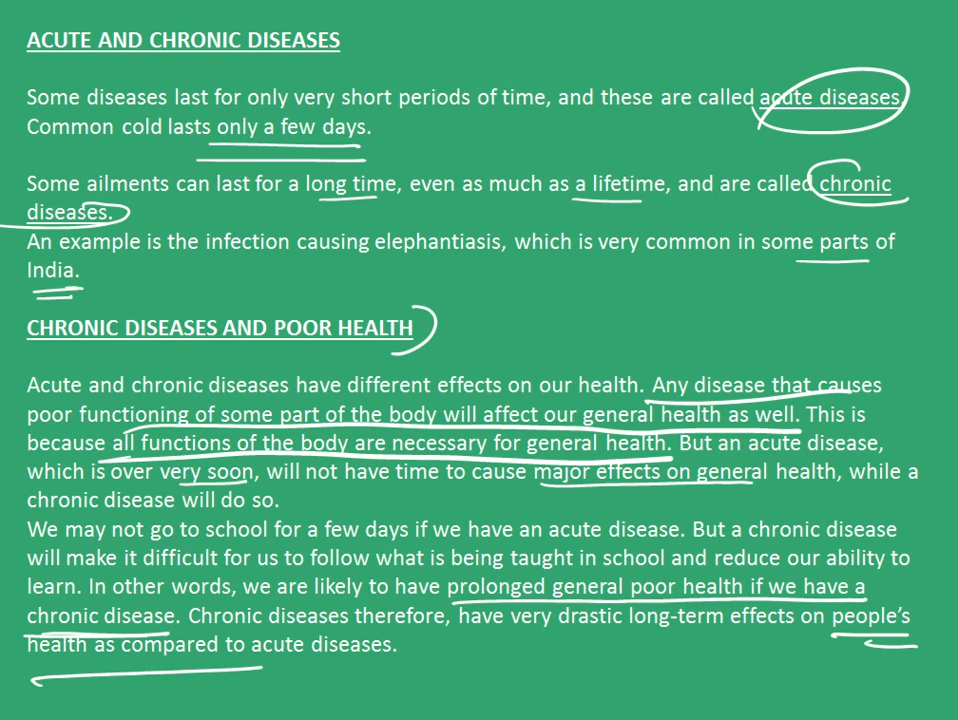 ACUTE AND CHRONIC DISEASES
Some diseases last for only very short periods of time, and these are called acute diseases.
Common cold lasts only a few days.
Some ailments can last for a long time, even as much as a lifetime, and are called chronic
diseases.
An example is the infection causing elephantiasis, which is very common in some parts of
India.
CHRONIC DISEASES AND POOR HEALTH
Acute and chronic diseases have different effects on our health. Any disease that causes
poor functioning of some part of the body will affect our general health as well. This is
because all functions of the body are necessary for general health. But an acute disease,
which is over very soon, will not have time to cause major effects on general health, while a
chronic disease will do so.
We may not go to school for a few days if we have an acute disease. But a chronic disease
will make it difficult for us to follow what is being taught in school and reduce our ability to
learn. In other words, we are likely to have prolonged general poor health if we have a
chronic disease. Chronic diseases therefore, have very drastic long-term effects on people’s
health as compared to acute diseases.